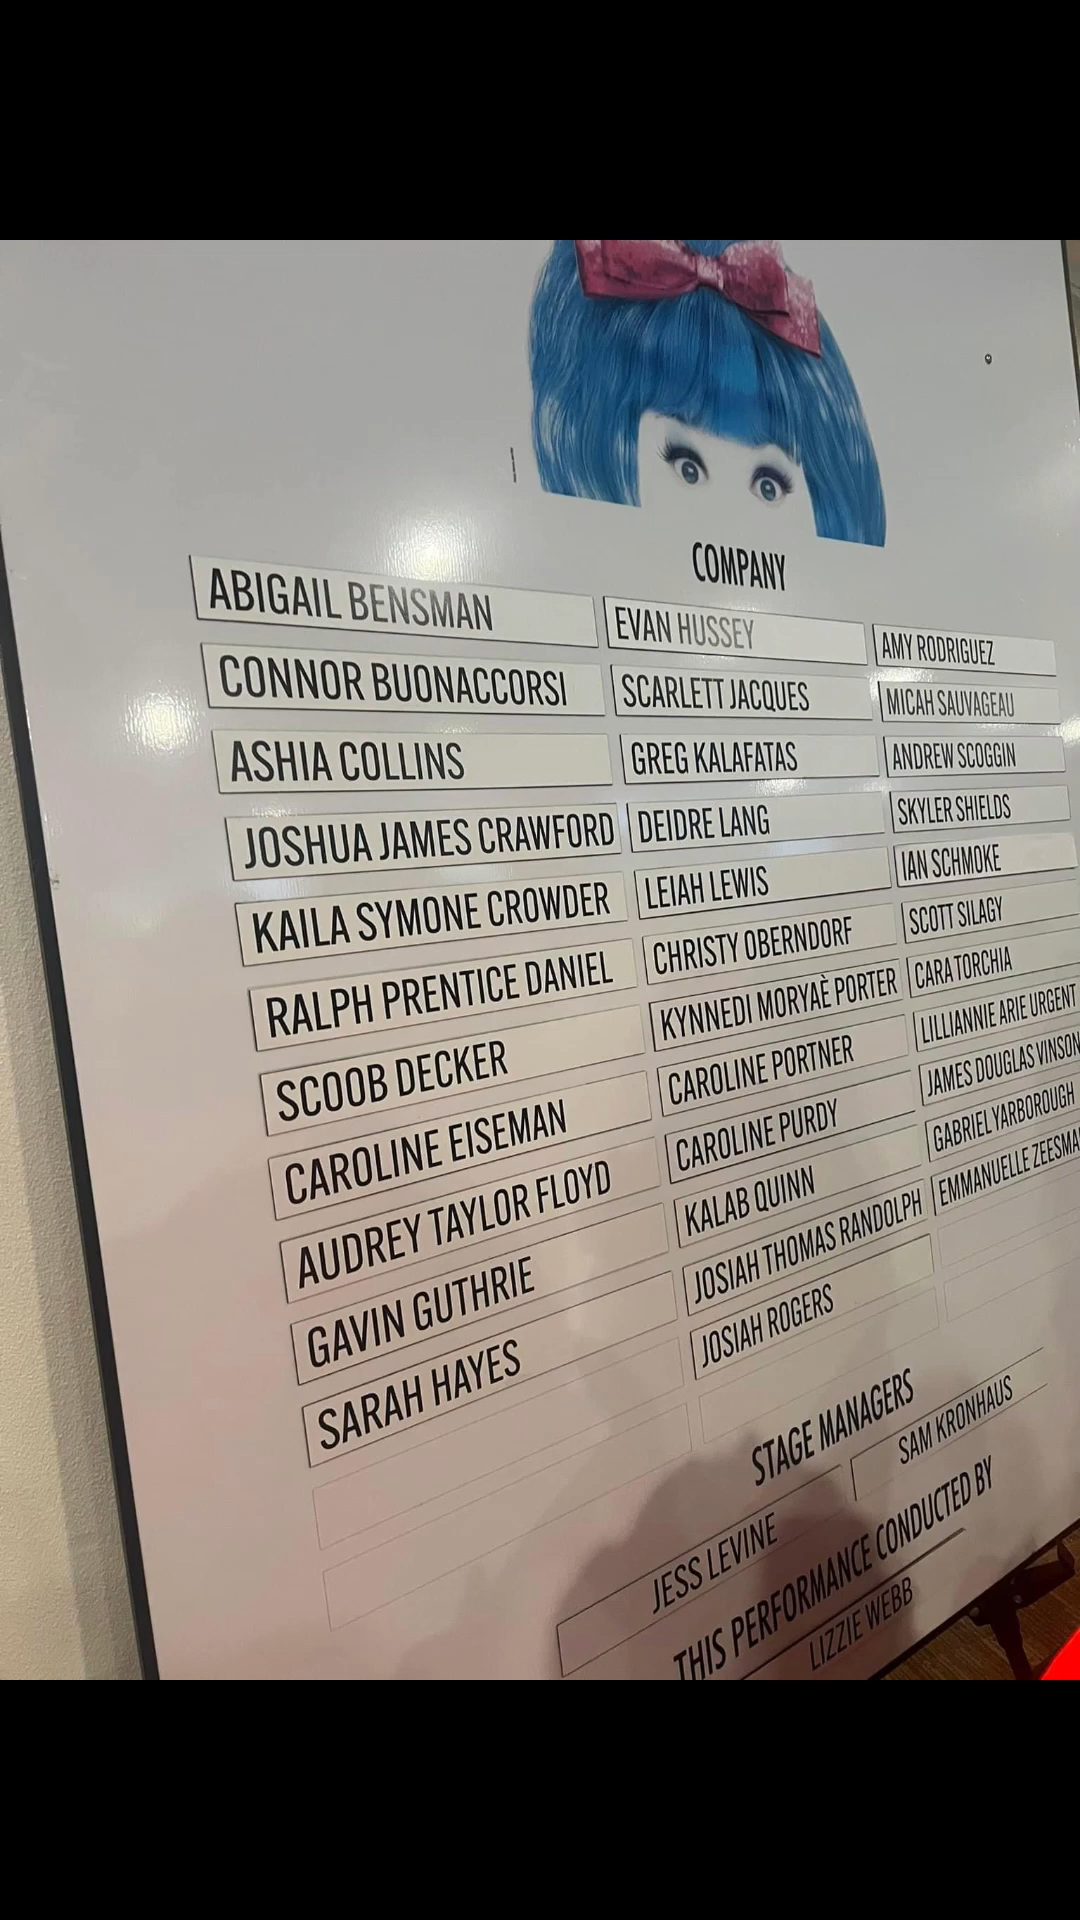 COMPANY
ABIGAIL BENSMAN
CONNOR BUONACCORSI
ASHIA COLLINS
JOSHUA JAMES CRAWFORD
KAILA SYMONE CROWDER
RALPH PRENTICE DANIEL
SCOOB DECKER
CAROLINE EISEMAN
AUDREY TAYLOR FLOYD
GAVIN GUTHRIE
SARAH HAYES
EVAN HUSSEY
SCARLETT JACQUES
GREG KALAFATAS
DEIDRE LANG
LEIAH LEWIS
CHRISTY OBERNDORF
KYNNEDI MORYAÈ PORTER
CAROLINE PORTNER
CAROLINE PURDY
KALAB QUINN
JOSIAH THOMAS RANDOLPH
JOSIAH ROGERS
AMY RODRIGUEZ
MICAH SAUVAGEAU
ANDREW SCOGGIN
SKYLER SHIELDS
IAN SCHMOKE
SCOTT SILAGY
CARA TORCHIA
LILLIANNIE ARIE URGENT
JAMES DOUGLAS VINSON
GABRIEL YARBOROUGH
EMMANUELLE ZEESMA
STAGE MANAGERS
JESS LEVINE
SAM KRONHAUS
THIS PERFORMANCE CONDUCTED BY
LIZZIE WEBB